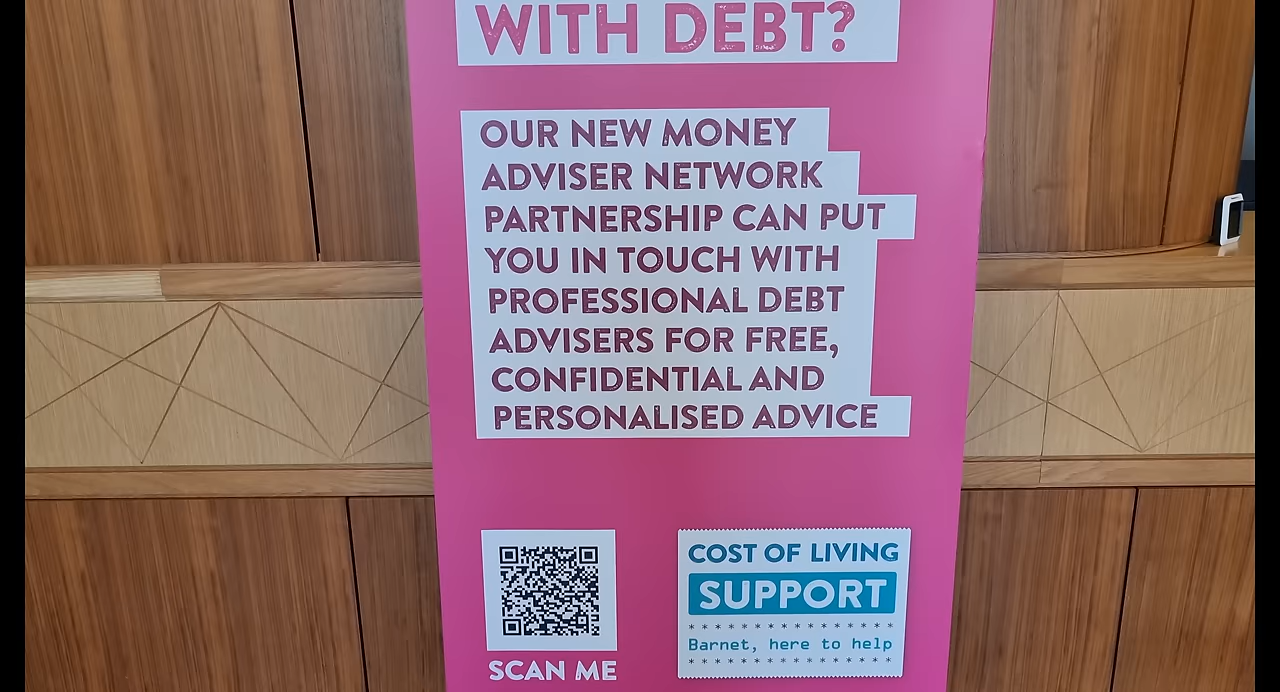 WITH DEBT?
OUR NEW MONEY
ADVISER NETWORK
PARTNERSHIP CAN PUT
YOU IN TOUCH WITH
PROFESSIONAL DEBT
ADVISERS FOR FREE,
CONFIDENTIAL AND
PERSONALISED ADVICE
SCAN ME
COST OF LIVING
SUPPORT
* * * * * * * * * * * * * *
Barnet, here to help
* * * * * * * * * * * * * *